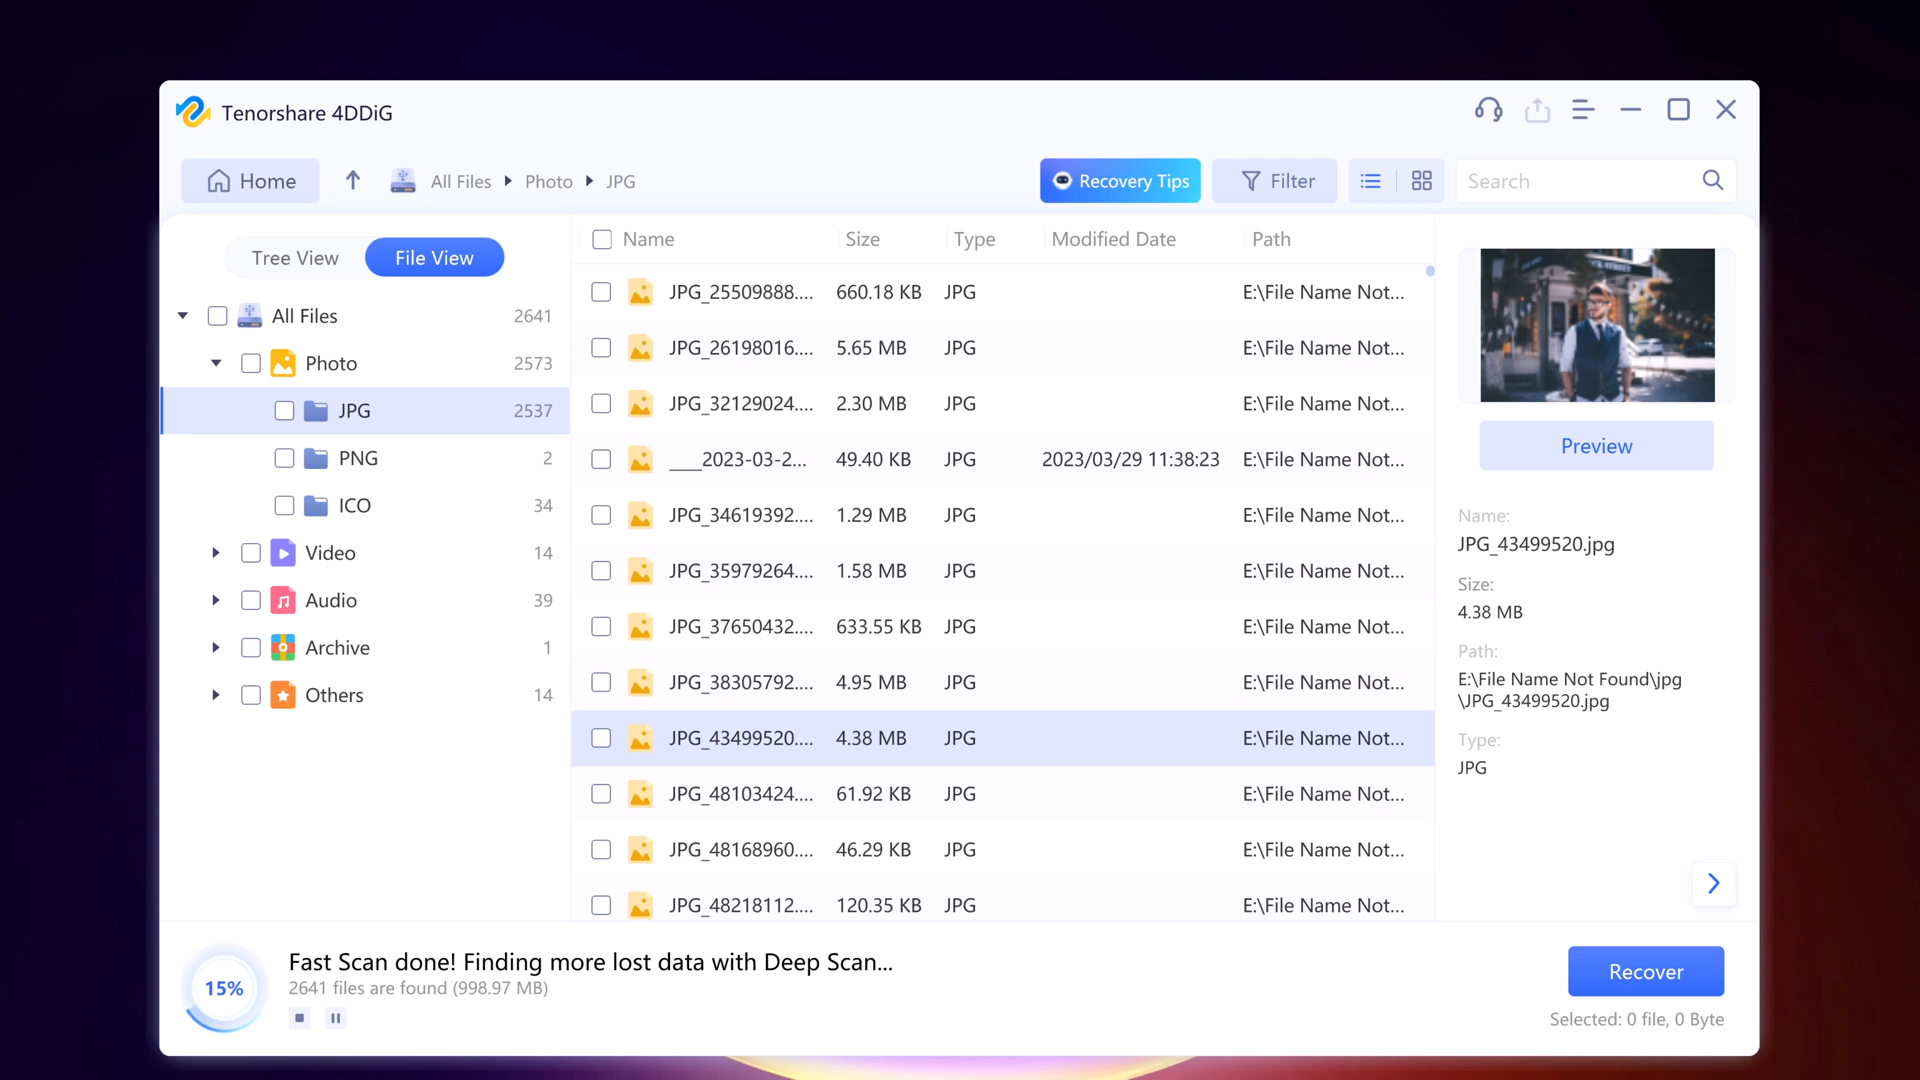 Tenorshare 4DDiG
Home
All Files
Photo
JPG
Recovery Tips
Filter
Search
Tree View
File View
All Files 2641
Photo 2573
JPG 2537
PNG 2
ICO 34
Video 14
Audio 39
Archive 1
Others 14
Name Size Type Modified Date Path
JPG_25509888.... 660.18 KB JPG E:\File Name Not...
JPG_26198016.... 5.65 MB JPG E:\File Name Not...
JPG_32129024.... 2.30 MB JPG E:\File Name Not...
____2023-03-2... 49.40 KB JPG 2023/03/29 11:38:23 E:\File Name Not...
JPG_34619392.... 1.29 MB JPG E:\File Name Not...
JPG_35979264.... 1.58 MB JPG E:\File Name Not...
JPG_37650432.... 633.55 KB JPG E:\File Name Not...
JPG_38305792.... 4.95 MB JPG E:\File Name Not...
JPG_43499520.... 4.38 MB JPG E:\File Name Not...
JPG_48103424.... 61.92 KB JPG E:\File Name Not...
JPG_48168960.... 46.29 KB JPG E:\File Name Not...
JPG_48218112.... 120.35 KB JPG E:\File Name Not...
Preview
Name:
JPG_43499520.jpg
Size:
4.38 MB
Path:
E:\File Name Not Found\jpg
\JPG_43499520.jpg
Type:
JPG
15%
Fast Scan done! Finding more lost data with Deep Scan...
2641 files are found (998.97 MB)
Recover
Selected: 0 file, 0 Byte